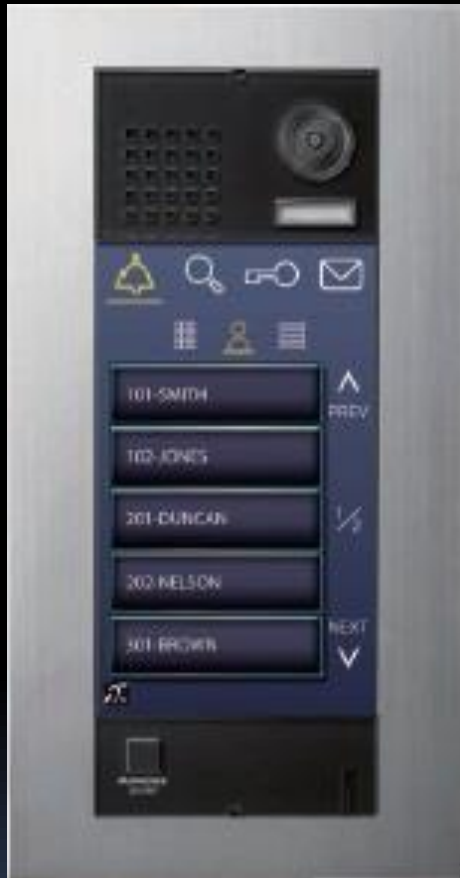 101-SMITH
PREV
102-JONES
201-DUNCAN
1/2
202-NELSON
NEXT
301-BROWN